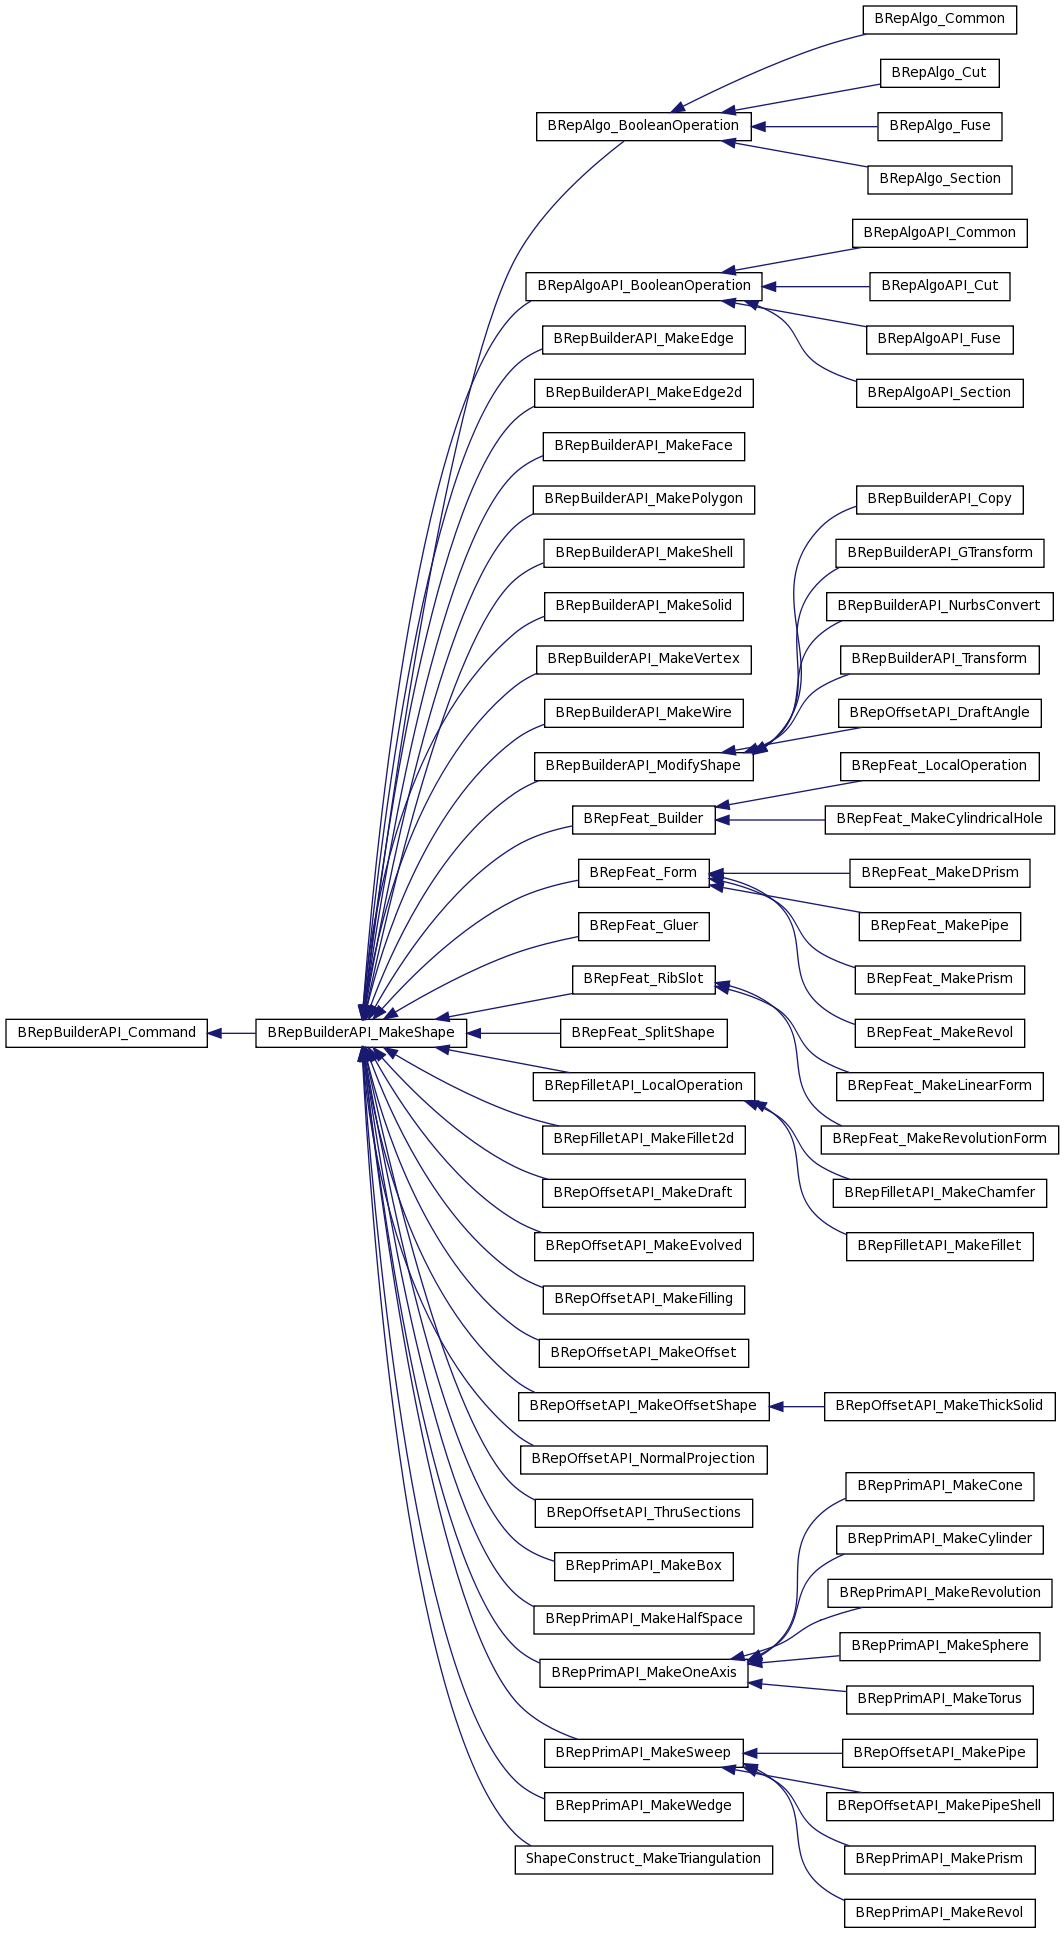 BRepAlgo_Common
BRepAlgo_Cut
BRepAlgo_BooleanOperation
BRepAlgo_Fuse
BRepAlgo_Section
BRepAlgoAPI_Common
BRepAlgoAPI_BooleanOperation
BRepAlgoAPI_Cut
BRepBuilderAPI_MakeEdge
BRepAlgoAPI_Fuse
BRepBuilderAPI_MakeEdge2d
BRepAlgoAPI_Section
BRepBuilderAPI_MakeFace
BRepBuilderAPI_MakePolygon
BRepBuilderAPI_Copy
BRepBuilderAPI_MakeShell
BRepBuilderAPI_GTransform
BRepBuilderAPI_MakeSolid
BRepBuilderAPI_NurbsConvert
BRepBuilderAPI_MakeVertex
BRepBuilderAPI_Transform
BRepBuilderAPI_MakeWire
BRepOffsetAPI_DraftAngle
BRepBuilderAPI_ModifyShape
BRepFeat_LocalOperation
BRepFeat_Builder
BRepFeat_MakeCylindricalHole
BRepFeat_Form
BRepFeat_MakeDPrism
BRepFeat_Gluer
BRepFeat_MakePipe
BRepFeat_RibSlot
BRepFeat_MakePrism
BRepBuilderAPI_Command
BRepBuilderAPI_MakeShape
BRepFeat_SplitShape
BRepFeat_MakeRevol
BRepFilletAPI_LocalOperation
BRepFeat_MakeLinearForm
BRepFilletAPI_MakeFillet2d
BRepFeat_MakeRevolutionForm
BRepOffsetAPI_MakeDraft
BRepFilletAPI_MakeChamfer
BRepOffsetAPI_MakeEvolved
BRepFilletAPI_MakeFillet
BRepOffsetAPI_MakeFilling
BRepOffsetAPI_MakeOffset
BRepOffsetAPI_MakeOffsetShape
BRepOffsetAPI_MakeThickSolid
BRepOffsetAPI_NormalProjection
BRepPrimAPI_MakeCone
BRepOffsetAPI_ThruSections
BRepPrimAPI_MakeCylinder
BRepPrimAPI_MakeBox
BRepPrimAPI_MakeRevolution
BRepPrimAPI_MakeHalfSpace
BRepPrimAPI_MakeSphere
BRepPrimAPI_MakeOneAxis
BRepPrimAPI_MakeTorus
BRepPrimAPI_MakeSweep
BRepOffsetAPI_MakePipe
BRepPrimAPI_MakeWedge
BRepOffsetAPI_MakePipeShell
ShapeConstruct_MakeTriangulation
BRepPrimAPI_MakePrism
BRepPrimAPI_MakeRevol